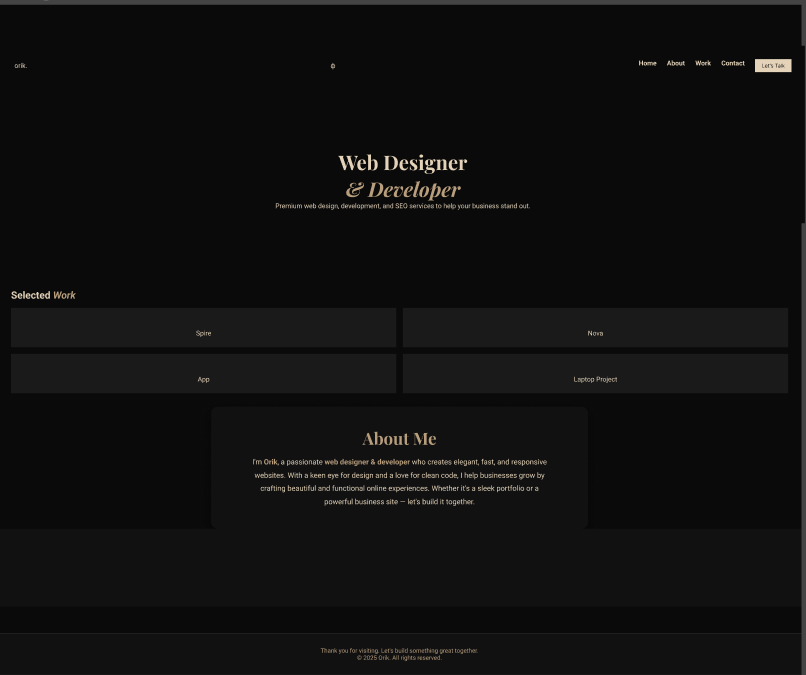 orik.
©
Home About Work Contact Let's Talk
Web Designer
& Developer
Premium web design, development, and SEO services to help your business stand out.
Selected Work
Spire
Nova
App
Laptop Project
About Me
I'm Orik, a passionate web designer & developer who creates elegant, fast, and responsive
websites. With a keen eye for design and a love for clean code, I help businesses grow by
crafting beautiful and functional online experiences. Whether it's a sleek portfolio or a
powerful business site — let's build it together.
Thank you for visiting. Let's build something great together.
© 2025 Orik. All rights reserved.